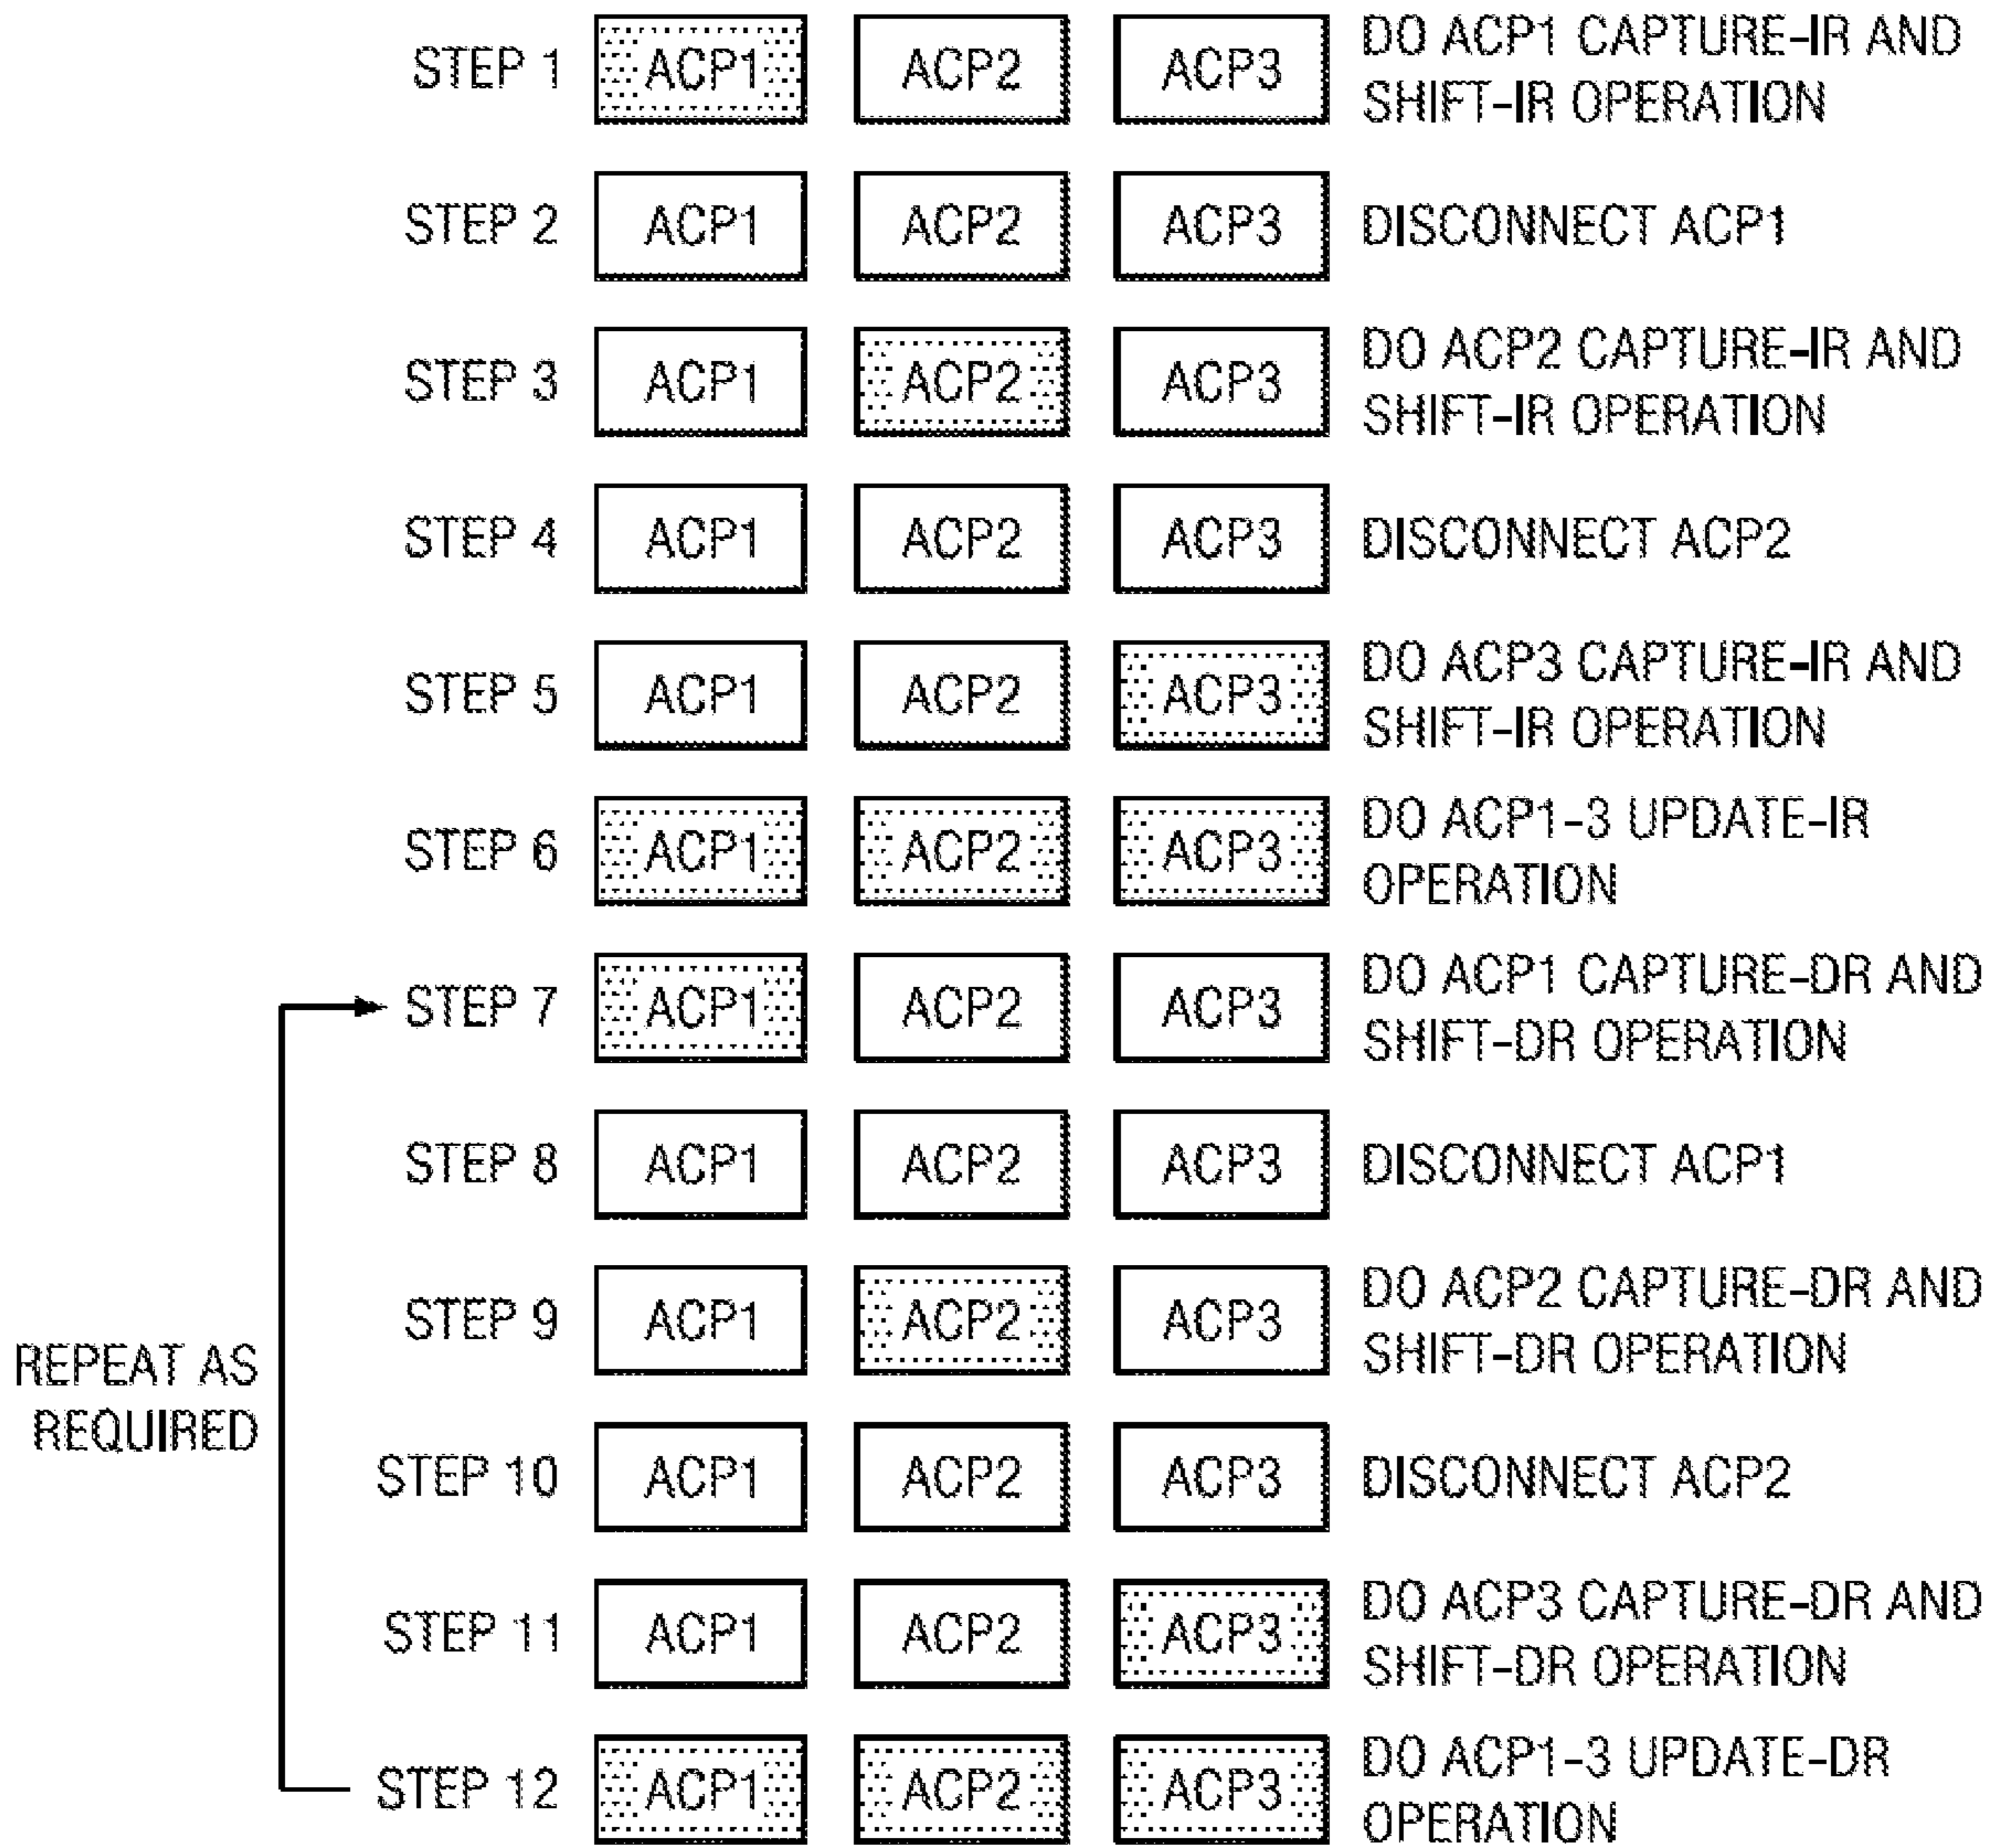 STEP 1 ACP1 ACP2 ACP3 DO ACP1 CAPTURE-IR AND
SHIFT-IR OPERATION
STEP 2 ACP1 ACP2 ACP3 DISCONNECT ACP1
STEP 3 ACP1 ACP2 ACP3 DO ACP2 CAPTURE-IR AND
SHIFT-IR OPERATION
STEP 4 ACP1 ACP2 ACP3 DISCONNECT ACP2
STEP 5 ACP1 ACP2 ACP3 DO ACP3 CAPTURE-IR AND
SHIFT-IR OPERATION
STEP 6 ACP1 ACP2 ACP3 DO ACP1-3 UPDATE-IR
OPERATION
STEP 7 ACP1 ACP2 ACP3 DO ACP1 CAPTURE-DR AND
SHIFT-DR OPERATION
STEP 8 ACP1 ACP2 ACP3 DISCONNECT ACP1
STEP 9 ACP1 ACP2 ACP3 DO ACP2 CAPTURE-DR AND
SHIFT-DR OPERATION
REPEAT AS
REQUIRED
STEP 10 ACP1 ACP2 ACP3 DISCONNECT ACP2
STEP 11 ACP1 ACP2 ACP3 DO ACP3 CAPTURE-DR AND
SHIFT-DR OPERATION
STEP 12 ACP1 ACP2 ACP3 DO ACP1-3 UPDATE-DR
OPERATION